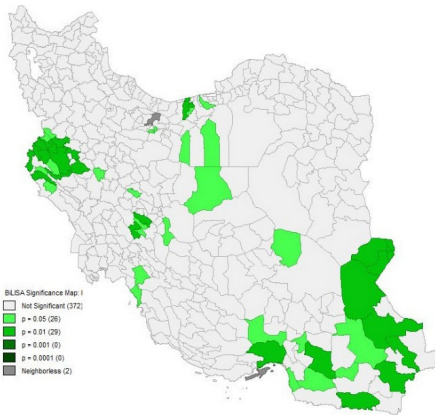 BiLISA Significance Map: I
Not Significant (372)
p = 0.05 (26)
p = 0.01 (29)
p = 0.001 (0)
p = 0.0001 (0)
Neighborless (2)